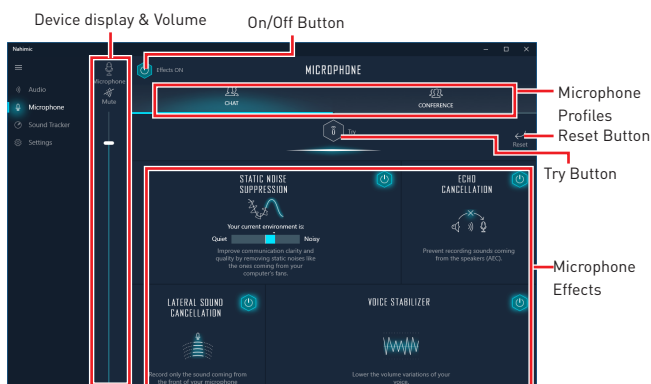 Device display & Volume
On/Off Button
Nahimic
Effects ON
MICROPHONE
Microphone
Mute
Audio
Microphone
Sound Tracker
Settings
CHAT
CONFERENCE
Try
Reset
Microphone
Profiles
Reset Button
Try Button
STATIC NOISE
SUPPRESSION
Your current environment is:
Quiet
Noisy
Improve communication clarity and
quality by removing static noises like
the ones coming from your
computer's fans.
ECHO
CANCELLATION
Prevent recording sounds coming
from the speakers (AEC).
Microphone
Effects
LATERAL SOUND
CANCELLATION
Record only the sound coming from
the front of your microphone
VOICE STABILIZER
Lower the volume variations of your
voice.